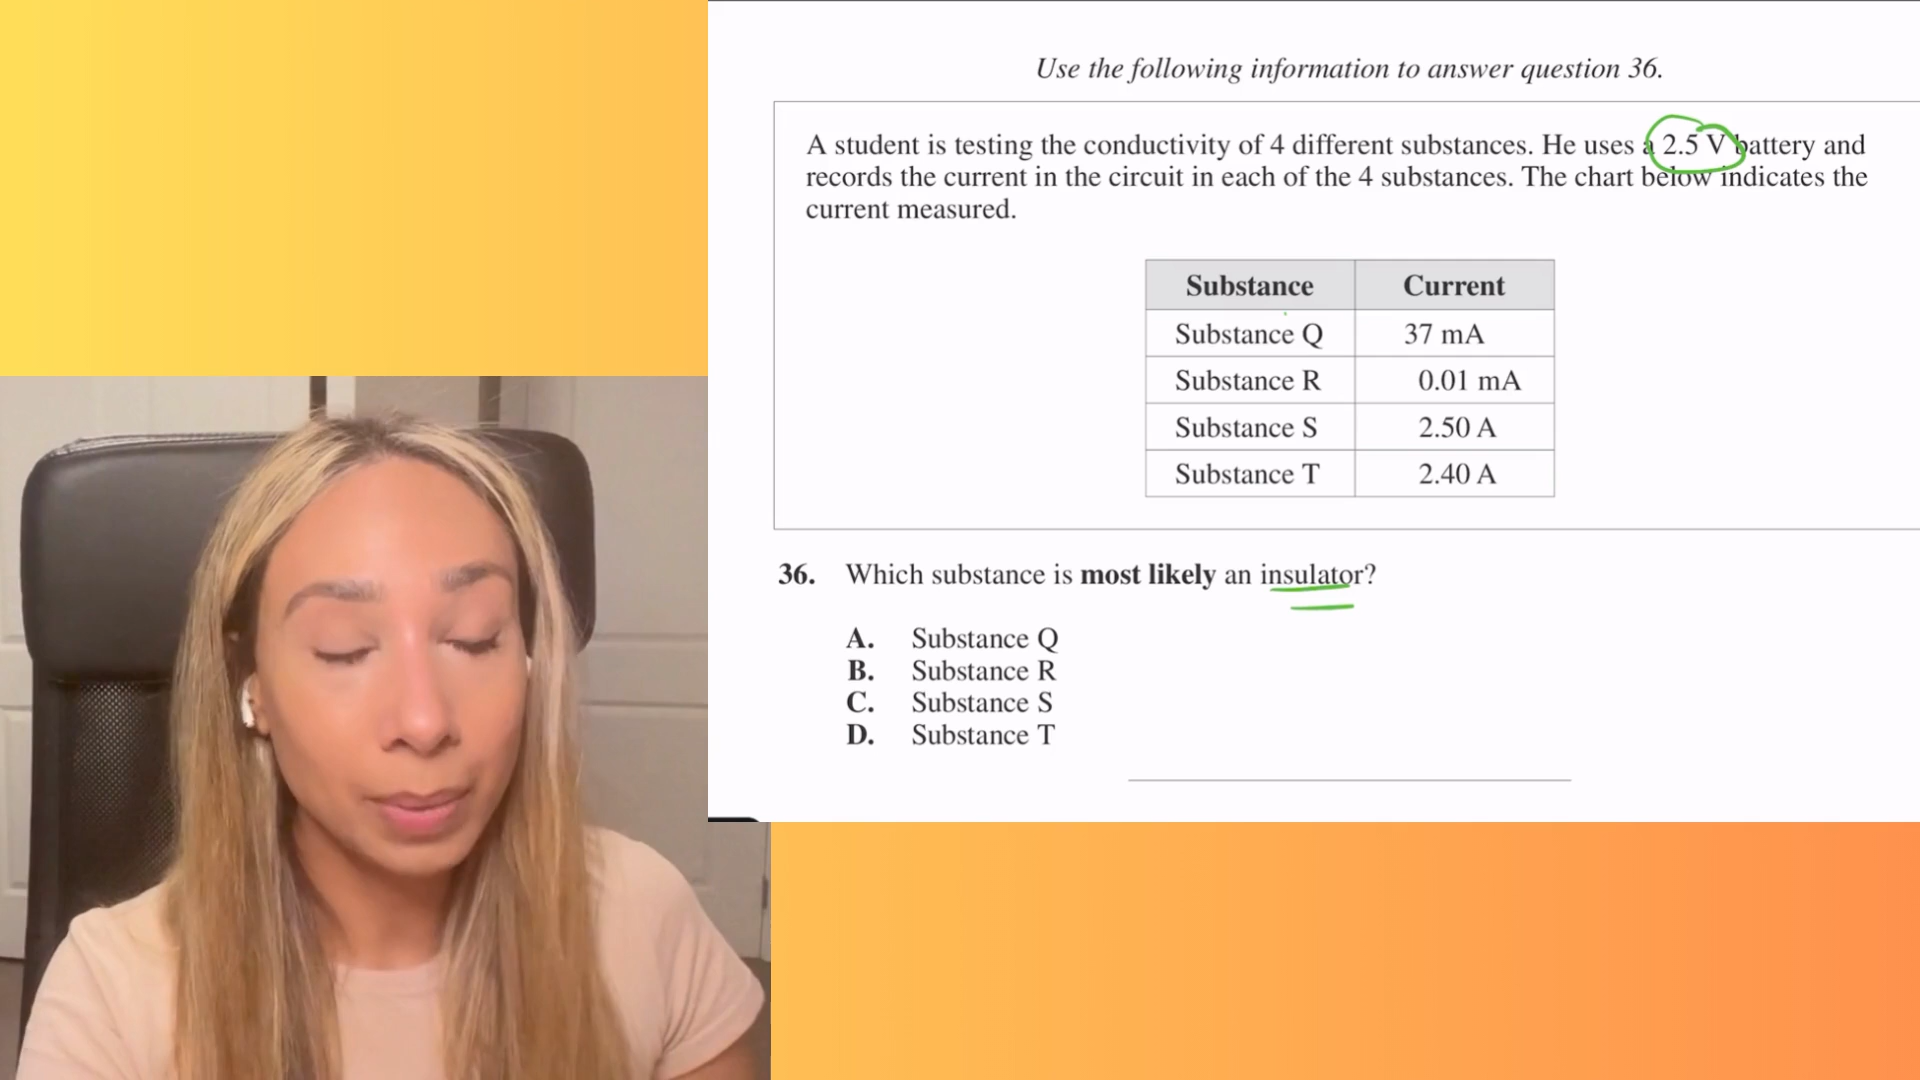 Use the following information to answer question 36.
A student is testing the conductivity of 4 different substances. He uses a 2.5 V battery and
records the current in the circuit in each of the 4 substances. The chart below indicates the
current measured.
Substance Current
Substance Q 37 mA
Substance R 0.01 mA
Substance S 2.50 A
Substance T 2.40 A
36. Which substance is most likely an insulator?
A. Substance Q
B. Substance R
C. Substance S
D. Substance T